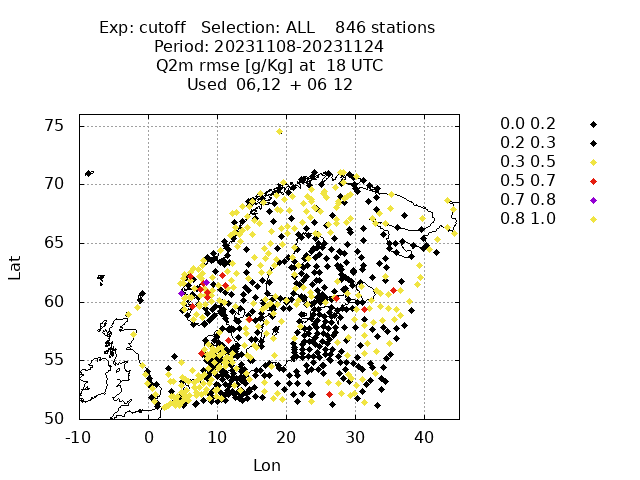 Exp: cutoff   Selection: ALL    846 stations
Period: 20231108-20231124
Q2m rmse [g/Kg] at  18 UTC
Used  06,12  + 06 12
0.0 0.2
0.2 0.3
0.3 0.5
0.5 0.7
0.7 0.8
0.8 1.0
75
70
65
60
55
50
Lat
-10 0 10 20 30 40
Lon